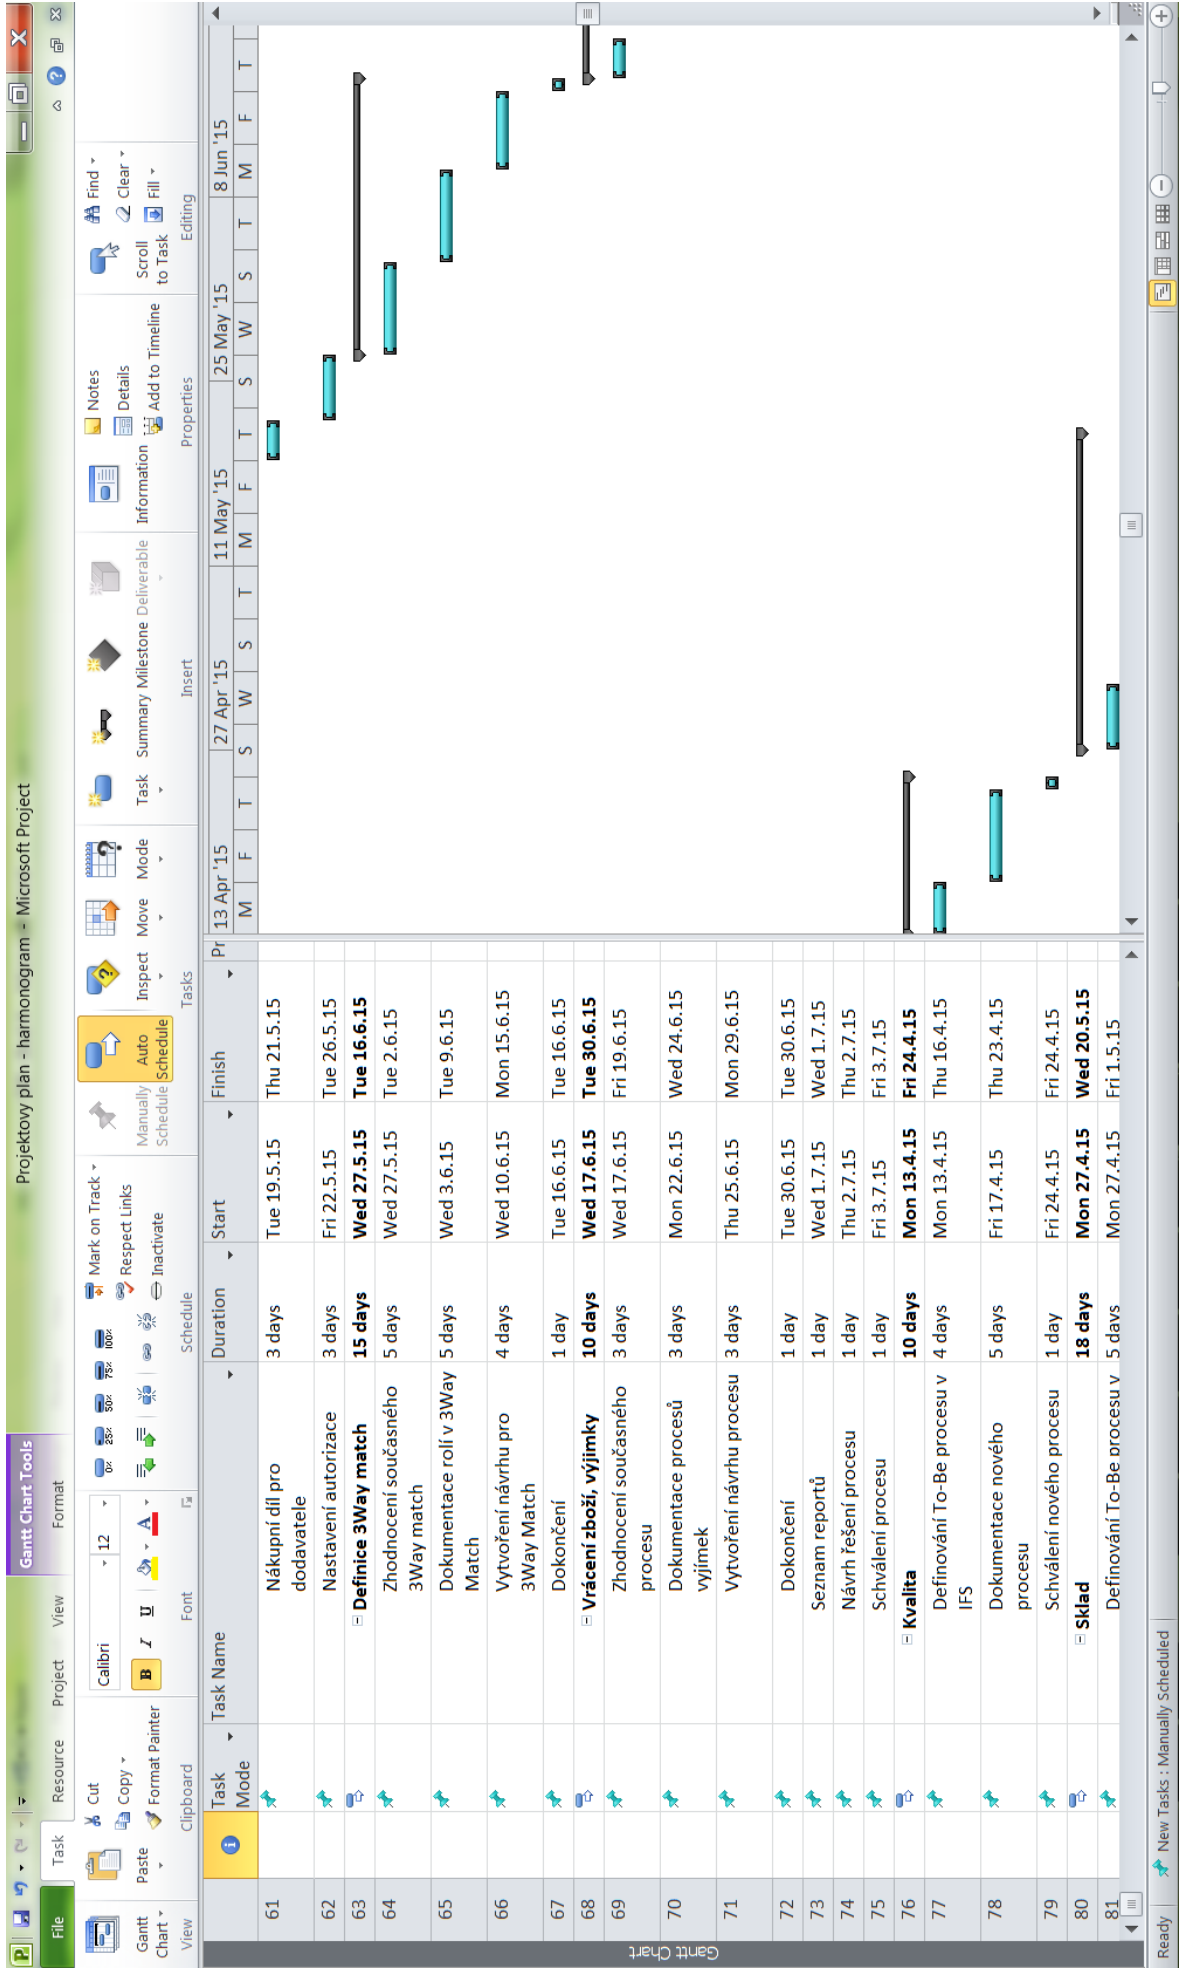 Projektovy plan - harmonogram - Microsoft Project
Gantt Chart Tools
File Task Resource Project View Format
Gantt Chart
View
Paste
Cut
Copy
Format Painter
Clipboard
Calibri 12
B I U A
Font
0% 25% 50% 75% 100%
Mark on Track
Respect Links
Inactivate
Schedule
Manually Schedule
Auto Schedule
Inspect Move Mode
Tasks
Task Summary Milestone Deliverable
Insert
Information
Notes
Details
Add to Timeline
Properties
Scroll to Task
Find
Clear
Fill
Editing
Task Mode Task Name Duration Start Finish Pr
13 Apr '15 27 Apr '15 11 May '15 25 May '15 8 Jun '15
M F T S W S T M F T S W S T M F T
61 Nákupní díl pro dodavatele 3 days Tue 19.5.15 Thu 21.5.15
62 Nastavení autorizace 3 days Fri 22.5.15 Tue 26.5.15
63 Definice 3Way match 15 days Wed 27.5.15 Tue 16.6.15
64 Zhodnocení současného 3Way match 5 days Wed 27.5.15 Tue 2.6.15
65 Dokumentace rolí v 3Way Match 5 days Wed 3.6.15 Tue 9.6.15
66 Vytvoření návrhu pro 3Way Match 4 days Wed 10.6.15 Mon 15.6.15
67 Dokončení 1 day Tue 16.6.15 Tue 16.6.15
68 Vrácení zboží, výjimky 10 days Wed 17.6.15 Tue 30.6.15
69 Zhodnocení současného procesu 3 days Wed 17.6.15 Fri 19.6.15
70 Dokumentace procesů vyjímek 3 days Mon 22.6.15 Wed 24.6.15
71 Vytvoření návrhu procesu 3 days Thu 25.6.15 Mon 29.6.15
72 Dokončení 1 day Tue 30.6.15 Tue 30.6.15
73 Seznam reportů 1 day Wed 1.7.15 Wed 1.7.15
74 Návrh řešení procesu 1 day Thu 2.7.15 Thu 2.7.15
75 Schválení procesu 1 day Fri 3.7.15 Fri 3.7.15
76 Kvalita 10 days Mon 13.4.15 Fri 24.4.15
77 Definování To-Be procesu v IFS 4 days Mon 13.4.15 Thu 16.4.15
78 Dokumentace nového procesu 5 days Fri 17.4.15 Thu 23.4.15
79 Schválení nového procesu 1 day Fri 24.4.15 Fri 24.4.15
80 Sklad 18 days Mon 27.4.15 Wed 20.5.15
81 Definování To-Be procesu v 5 days Mon 27.4.15 Fri 1.5.15
Gantt Chart
Ready New Tasks : Manually Scheduled